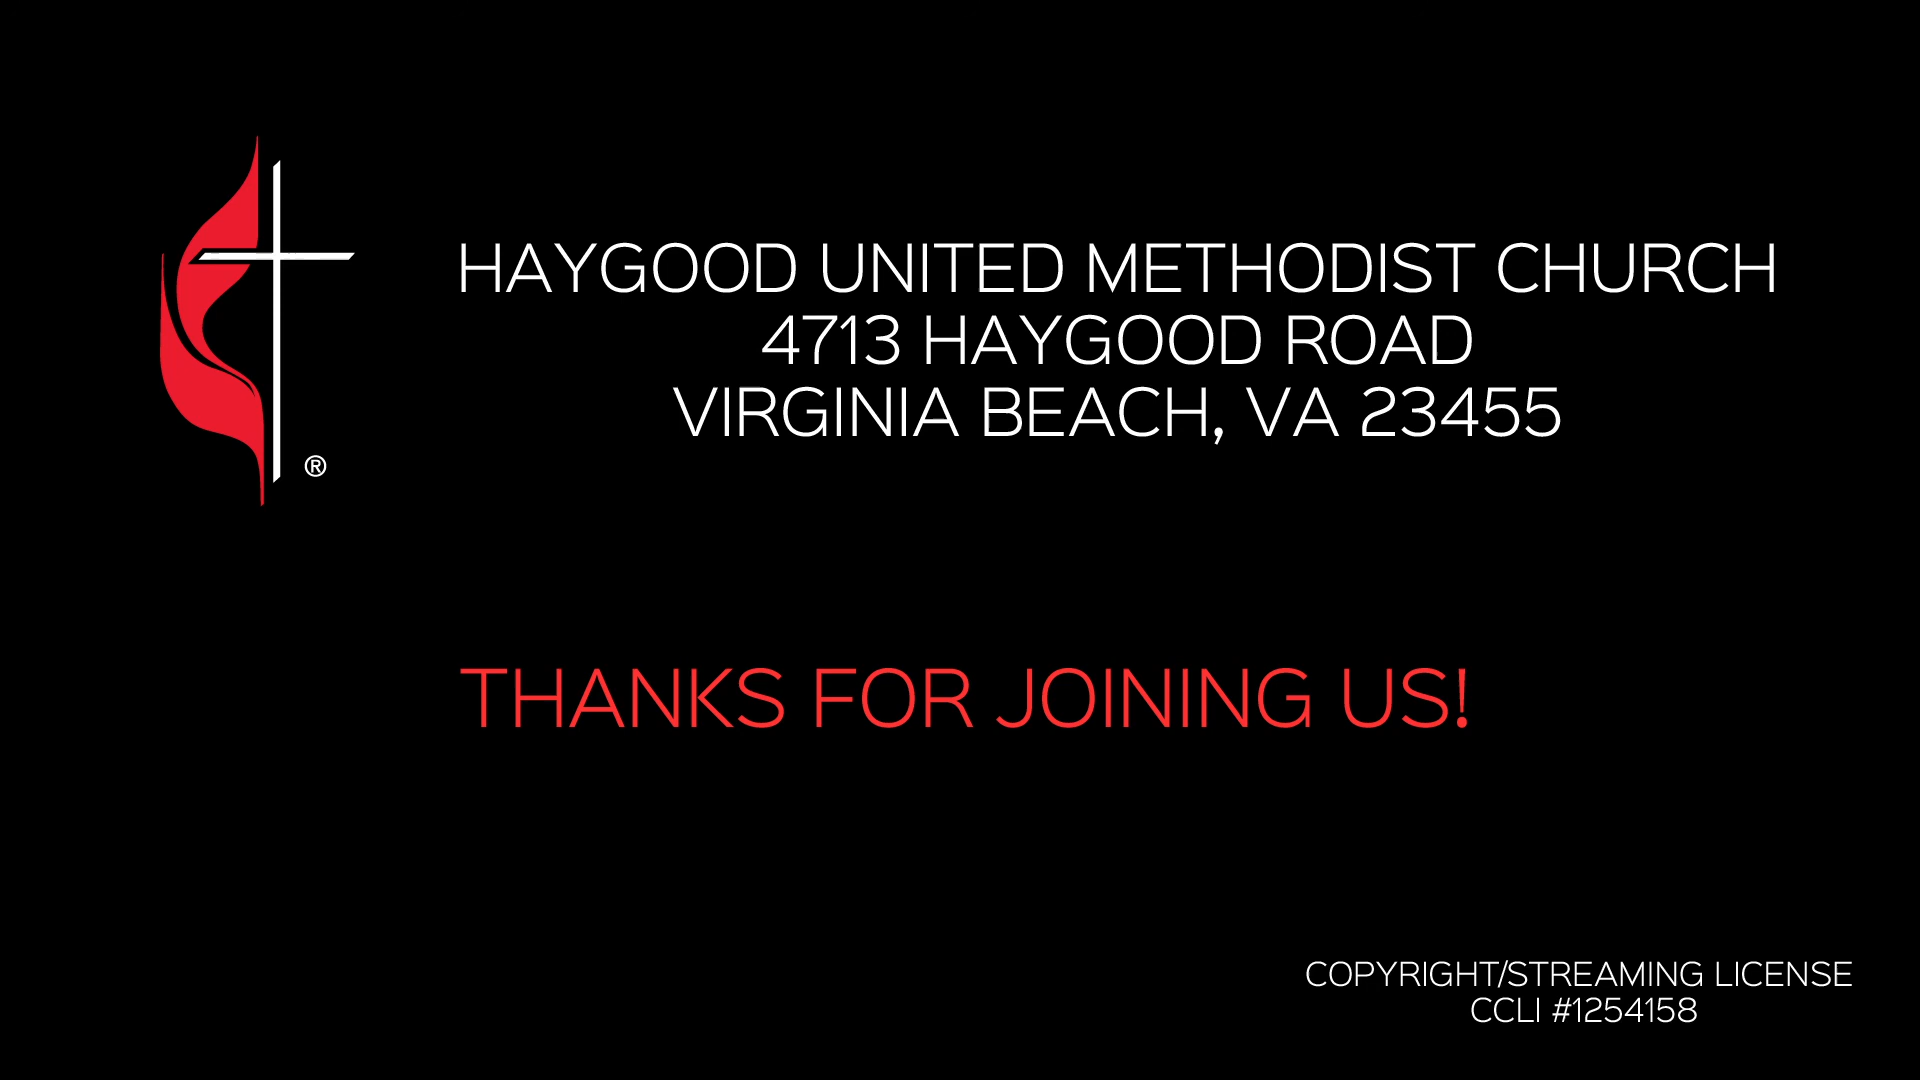 HAYGOOD UNITED METHODIST CHURCH
4713 HAYGOOD ROAD
VIRGINIA BEACH, VA 23455
®
THANKS FOR JOINING US!
COPYRIGHT/STREAMING LICENSE
CCLI #1254158